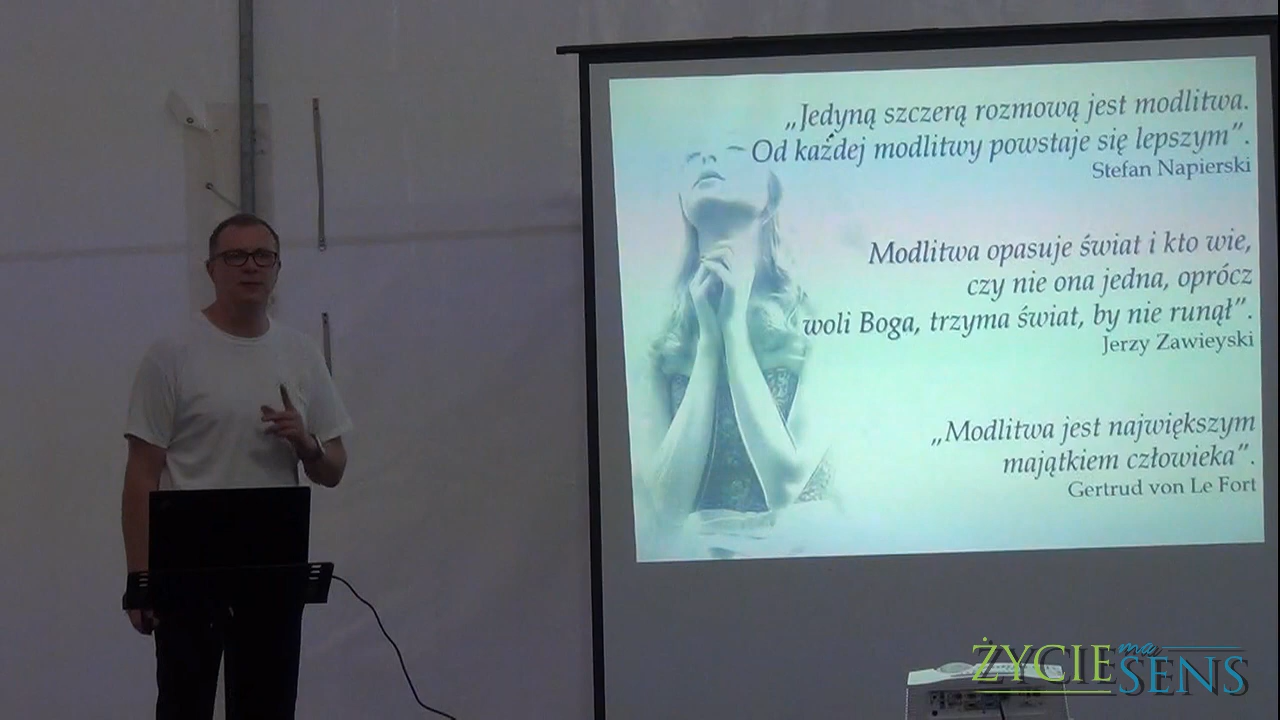 „Jedyną szczerą rozmową jest modlitwa.
Od każdej modlitwy powstaje się lepszym”.
Stefan Napierski
Modlitwa opasuje świat i kto wie,
czy nie ona jedna, oprócz
woli Boga, trzyma świat, by nie runął”.
Jerzy Zawieyski
„Modlitwa jest największym
majątkiem człowieka”.
Gertrud von Le Fort
ŻYCIE ma
SENS